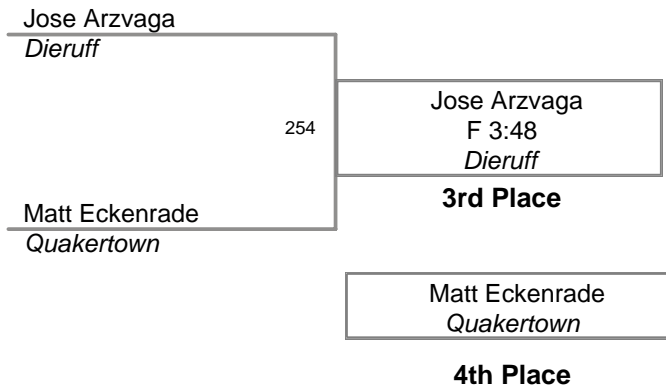 Jose Arzvaga
Dieruff
254
Jose Arzvaga
F 3:48
Dieruff
3rd Place
Matt Eckenrade
Quakertown
Matt Eckenrade
Quakertown
4th Place